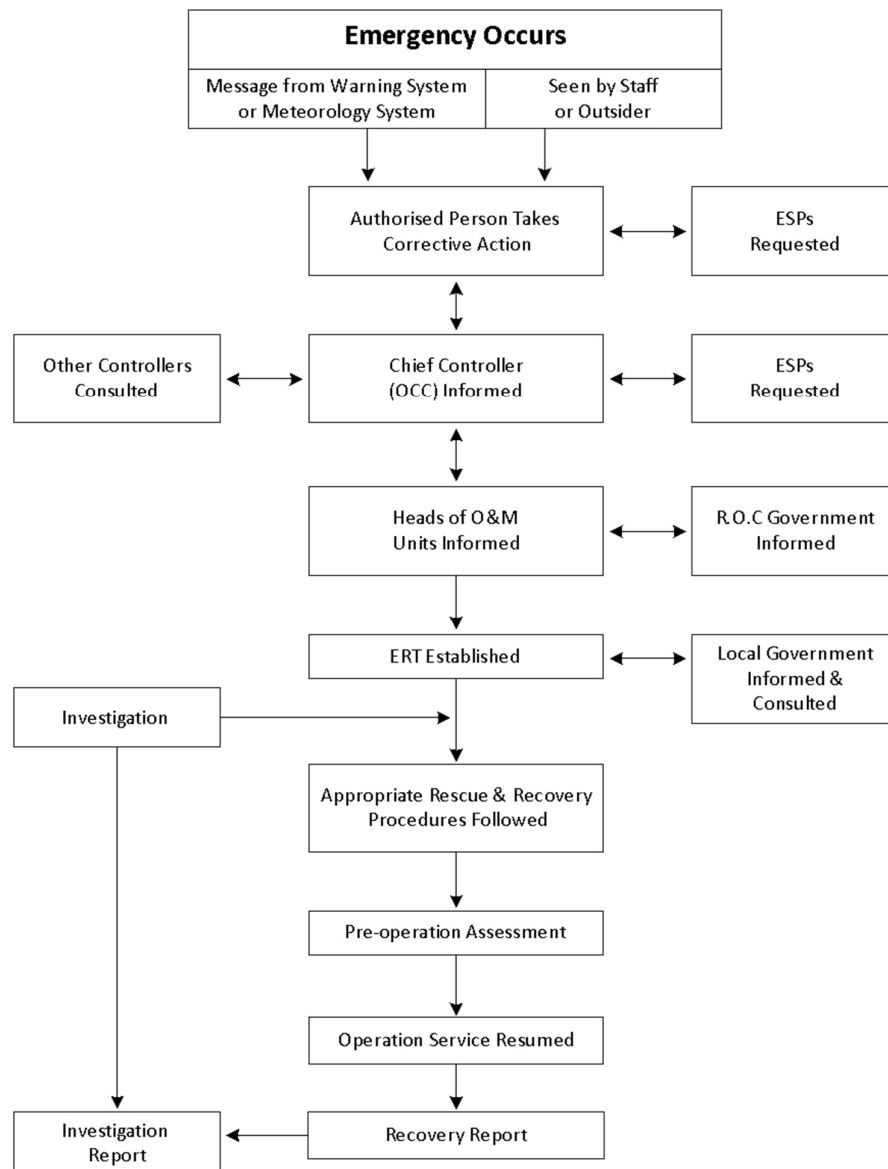 Emergency Occurs
Message from Warning System
or Meteorology System
Seen by Staff
or Outsider
Authorised Person Takes
Corrective Action
ESPs
Requested
Other Controllers
Consulted
Chief Controller
(OCC) Informed
ESPs
Requested
Heads of O&M
Units Informed
R.O.C Government
Informed
ERT Established
Local Government
Informed &
Consulted
Investigation
Appropriate Rescue & Recovery
Procedures Followed
Pre-operation Assessment
Operation Service Resumed
Investigation
Report
Recovery Report